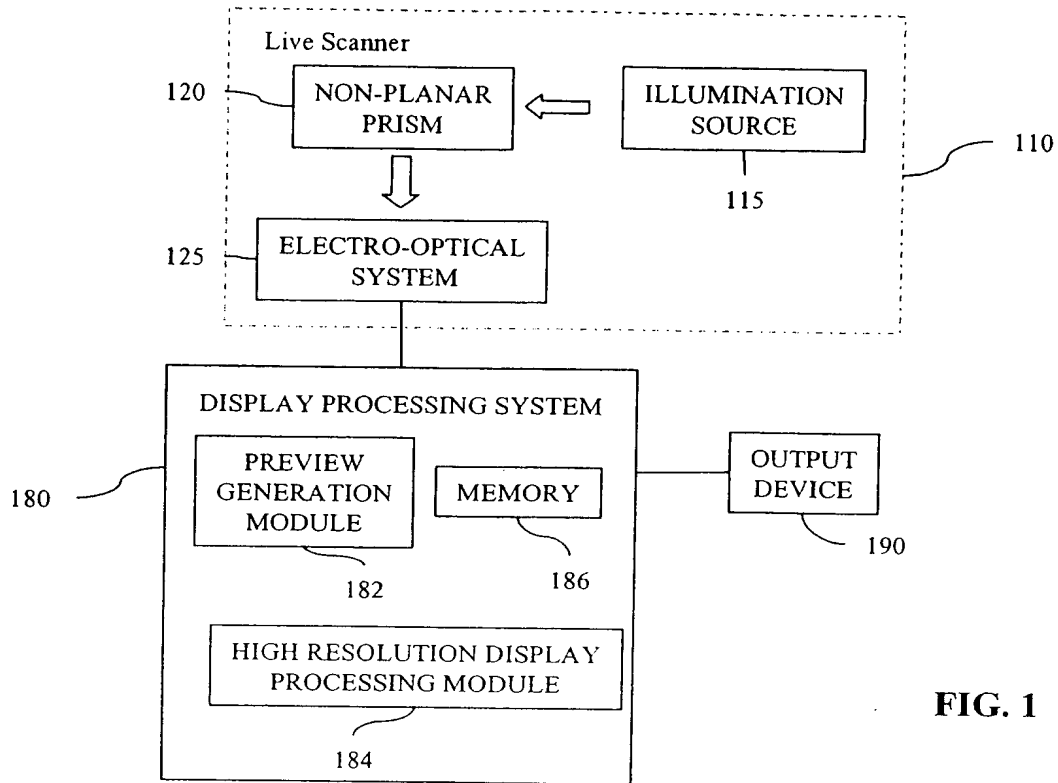 Live Scanner
120
NON-PLANAR
PRISM
ILLUMINATION
SOURCE
110
115
125
ELECTRO-OPTICAL
SYSTEM
DISPLAY PROCESSING SYSTEM
PREVIEW
GENERATION
MODULE
MEMORY
OUTPUT
DEVICE
180
190
182
186
HIGH RESOLUTION DISPLAY
PROCESSING MODULE
184
FIG. 1